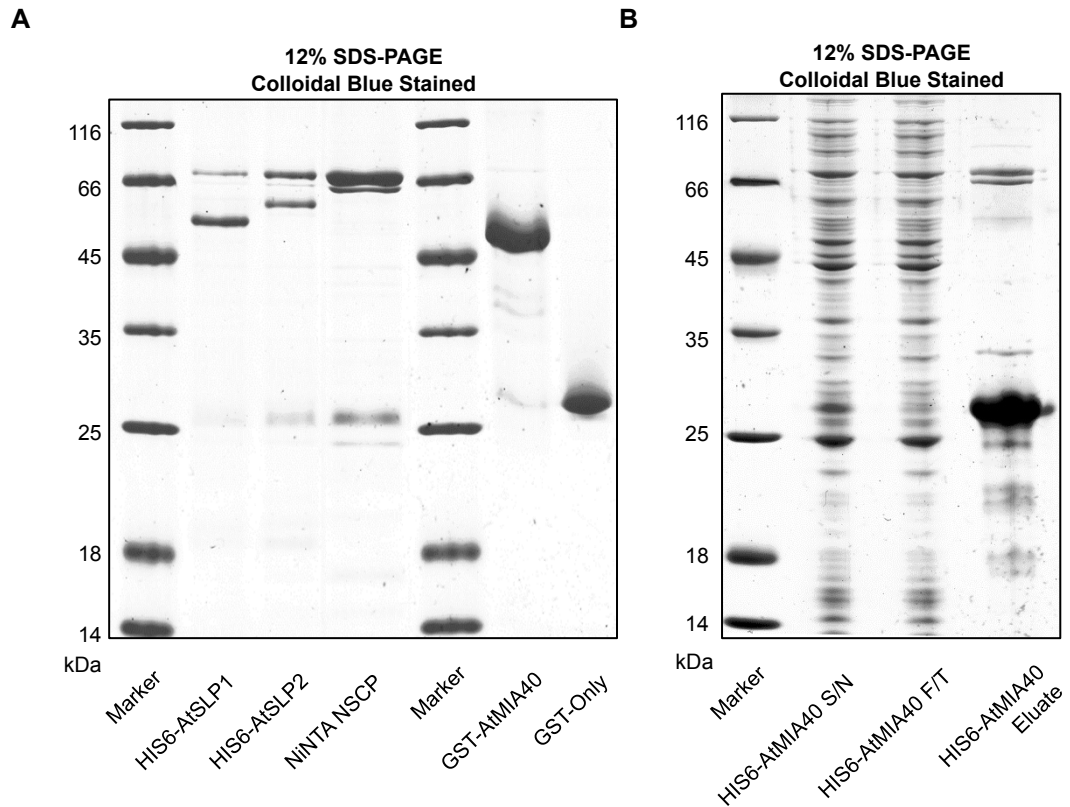 A
12% SDS-PAGE
Colloidal Blue Stained
116
66
45
35
25
18
14
kDa
Marker
HIS6-AtSLP1
HIS6-AtSLP2
NiNTA NSCP
Marker
GST-AtMIA40
GST-Only
B
12% SDS-PAGE
Colloidal Blue Stained
116
66
45
35
25
18
14
kDa
Marker
HIS6-AtMIA40 S/N
HIS6-AtMIA40 F/T
HIS6-AtMIA40
Eluate